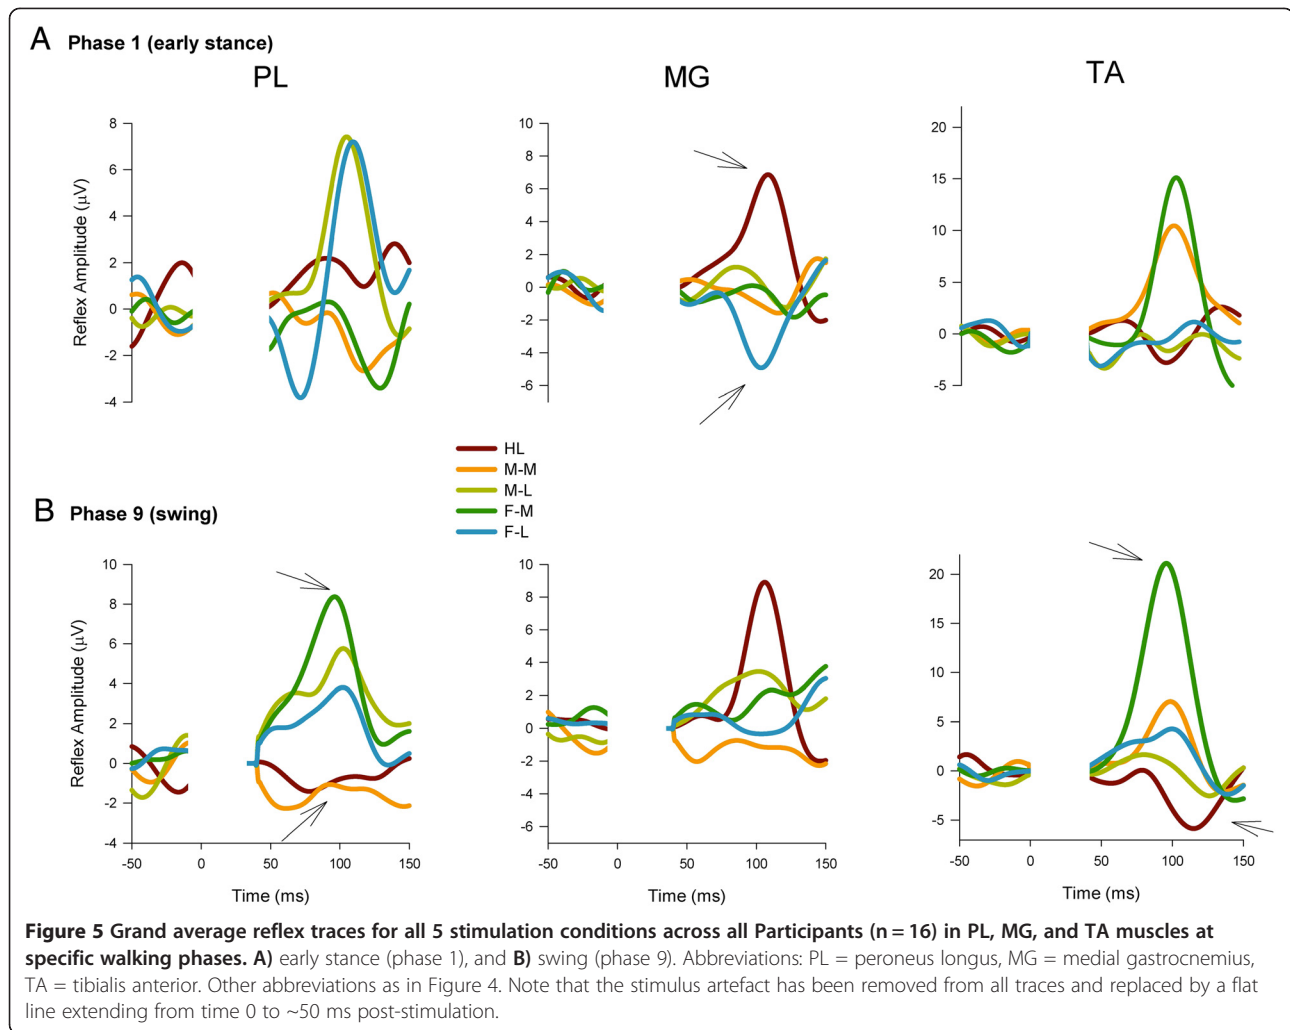 A Phase 1 (early stance)
PL MG TA
Reflex Amplitude (µV)
8
6
4
2
0
-2
-4
10
8
6
4
2
0
-2
-4
-6
20
15
10
5
0
-5
HL
M-M
M-L
F-M
F-L
B Phase 9 (swing)
Reflex Amplitude (µV)
10
8
6
4
2
0
-2
-4
-50 0 50 100 150
Time (ms)
10
8
6
4
2
0
-2
-4
-6
-50 0 50 100 150
Time (ms)
20
15
10
5
0
-5
-50 0 50 100 150
Time (ms)
Figure 5 Grand average reflex traces for all 5 stimulation conditions across all Participants (n = 16) in PL, MG, and TA muscles at
specific walking phases. A) early stance (phase 1), and B) swing (phase 9). Abbreviations: PL = peroneus longus, MG = medial gastrocnemius,
TA = tibialis anterior. Other abbreviations as in Figure 4. Note that the stimulus artefact has been removed from all traces and replaced by a flat
line extending from time 0 to ~50 ms post-stimulation.